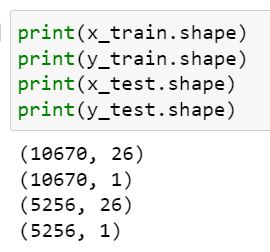 print(x_train.shape)
print(y_train.shape)
print(x_test.shape)
print(y_test.shape)
(10670, 26)
(10670, 1)
(5256, 26)
(5256, 1)